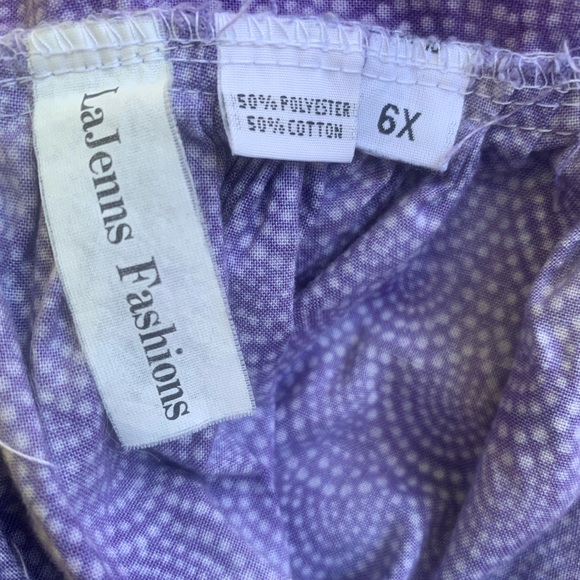 LaJenns Fashions
50% POLYESTER
50% COTTON
6X